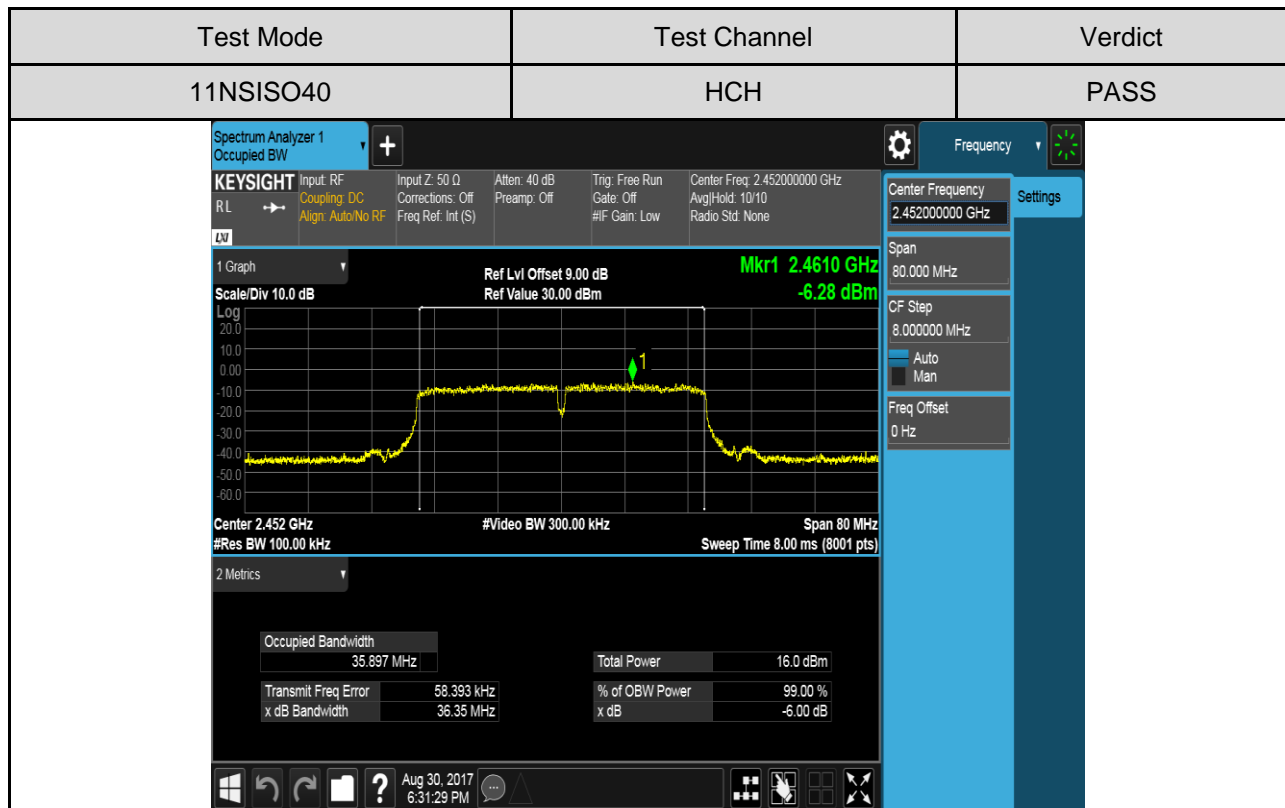 Test Mode Test Channel Verdict
11NSISO40 HCH PASS
Spectrum Analyzer 1
Occupied BW
+
Frequency
KEYSIGHT
RL
LXI
Input: RF
Coupling: DC
Align: Auto/No RF
Input Z: 50 Ω
Corrections: Off
Freq Ref: Int (S)
Atten: 40 dB
Preamp: Off
Trig: Free Run
Gate: Off
#IF Gain: Low
Center Freq: 2.452000000 GHz
Avg|Hold: 10/10
Radio Std: None
Center Frequency
2.452000000 GHz
Settings
Span
80.000 MHz
CF Step
8.000000 MHz
Auto
Man
Freq Offset
0 Hz
1 Graph
Scale/Div 10.0 dB
Ref Lvl Offset 9.00 dB
Ref Value 30.00 dBm
Mkr1 2.4610 GHz
-6.28 dBm
Log
20.0
10.0
0.00
-10.0
-20.0
-30.0
-40.0
-50.0
-60.0
1
Center 2.452 GHz
#Res BW 100.00 kHz
#Video BW 300.00 kHz
Span 80 MHz
Sweep Time 8.00 ms (8001 pts)
2 Metrics
Occupied Bandwidth
35.897 MHz
Total Power 16.0 dBm
Transmit Freq Error 58.393 kHz
% of OBW Power 99.00 %
x dB Bandwidth 36.35 MHz
x dB -6.00 dB
?
Aug 30, 2017
6:31:29 PM